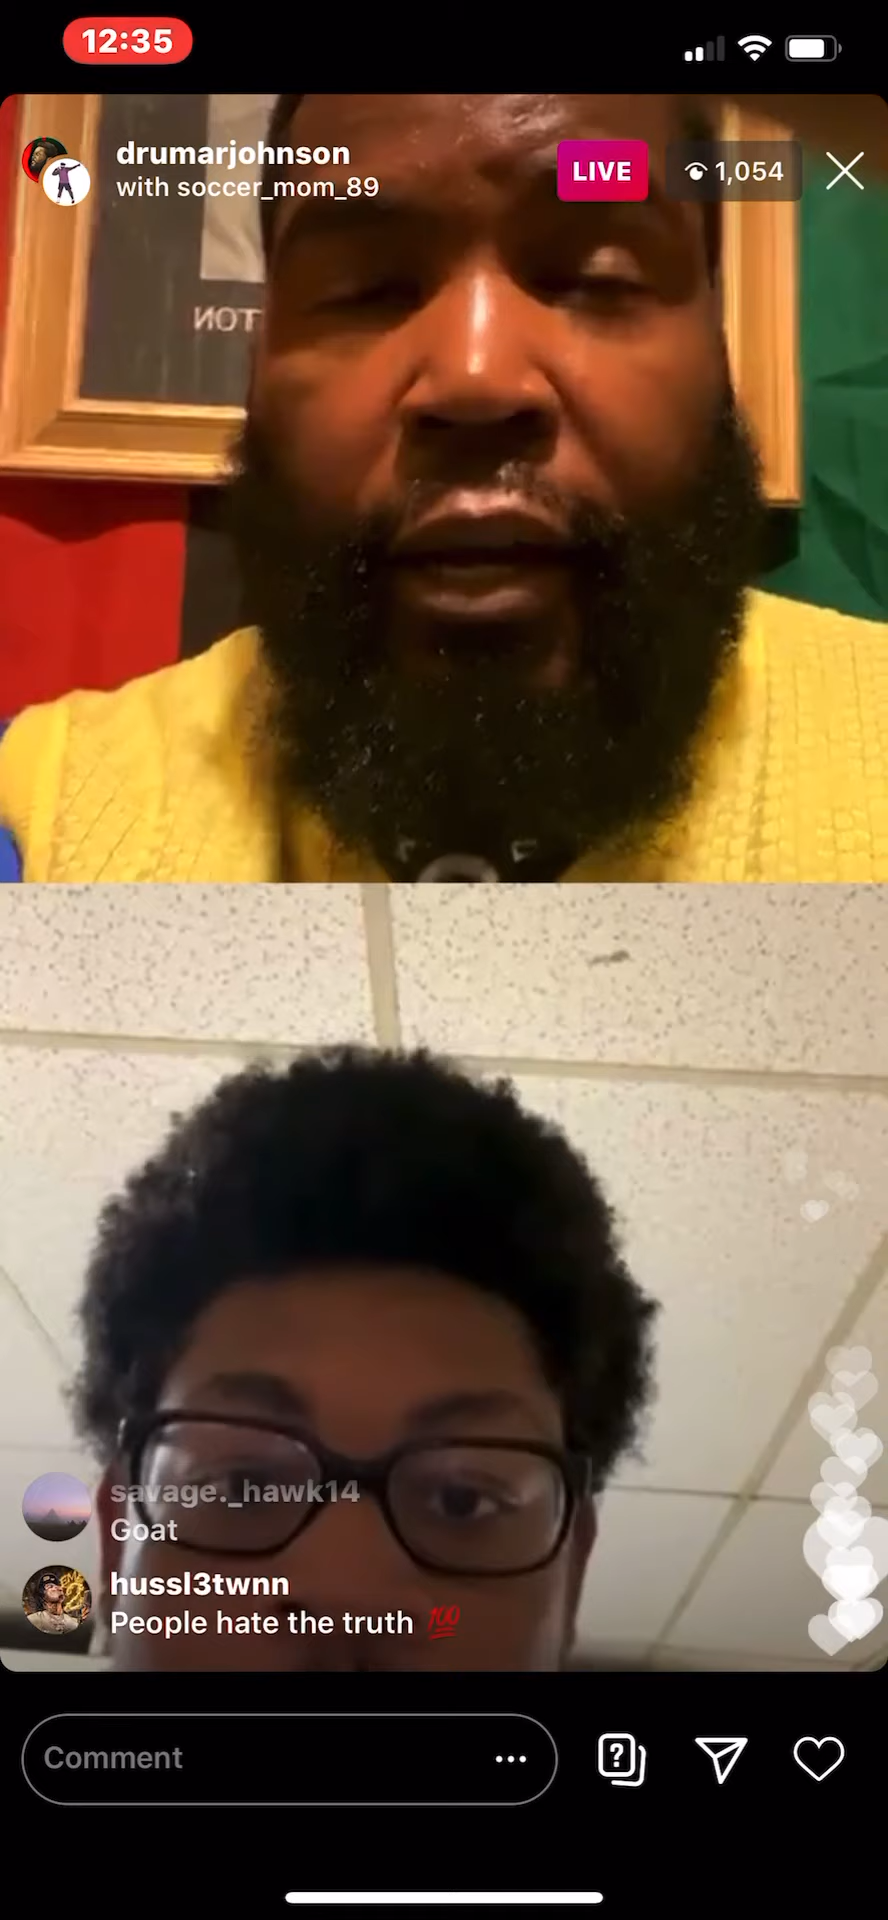 12:35
drumarjohnson
with soccer_mom_89
LIVE
1,054
NOT
savage._hawk14
Goat
hussl3twnn
People hate the truth 💯
Comment